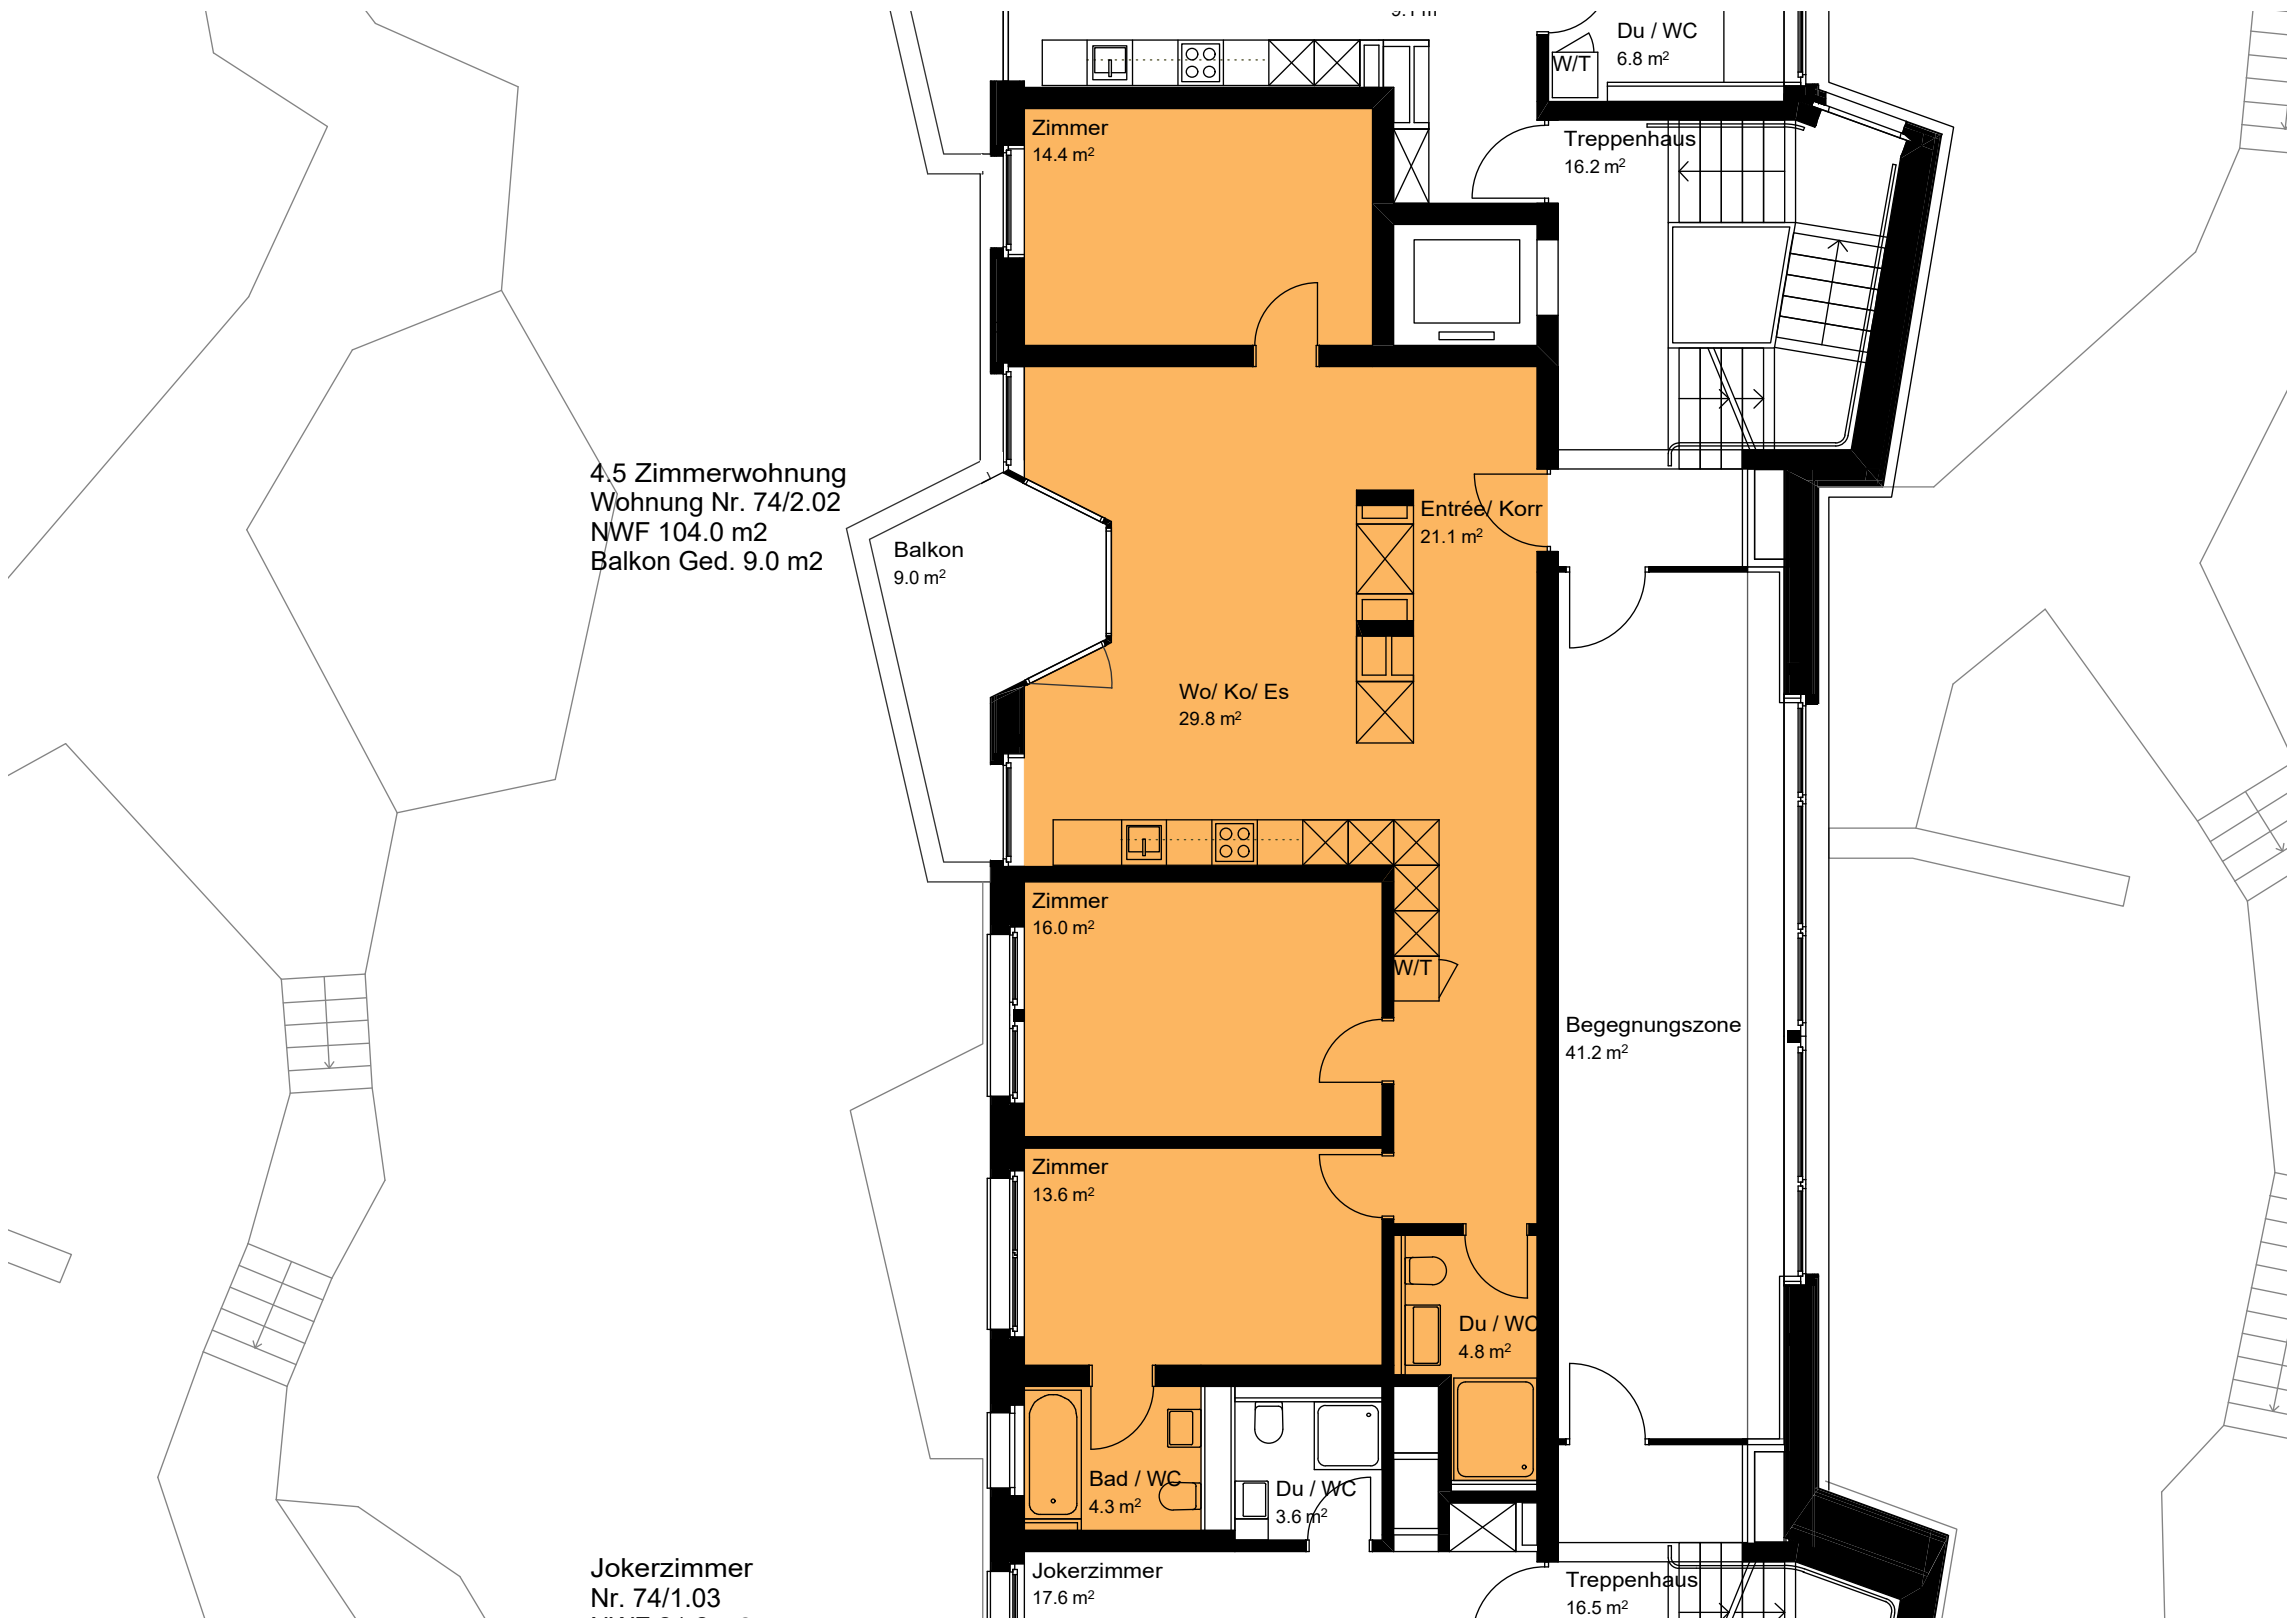 Du / WC
6.8 m²
W/T
Zimmer
14.4 m²
Treppenhaus
16.2 m²
4.5 Zimmerwohnung
Wohnung Nr. 74/2.02
NWF 104.0 m2
Balkon Ged. 9.0 m2
Balkon
9.0 m²
Entrée/ Korr
21.1 m²
Wo/ Ko/ Es
29.8 m²
Zimmer
16.0 m²
W/T
Begegnungszone
41.2 m²
Zimmer
13.6 m²
Du / WC
4.8 m²
Bad / WC
4.3 m²
Du / WC
3.6 m²
Jokerzimmer
Nr. 74/1.03
Jokerzimmer
17.6 m²
Treppenhaus
16.5 m²